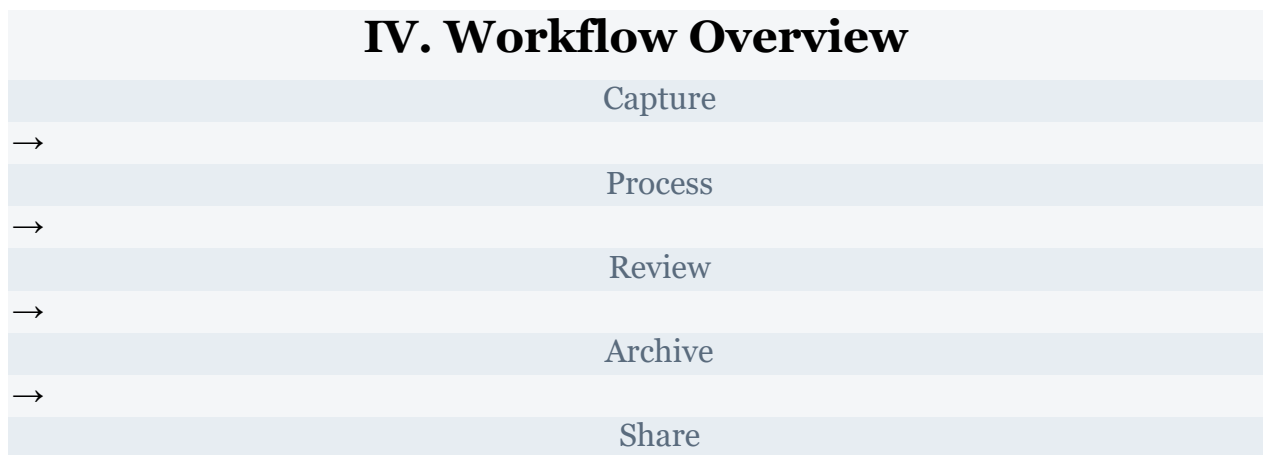 IV. Workflow Overview
Capture
→
Process
→
Review
→
Archive
→
Share